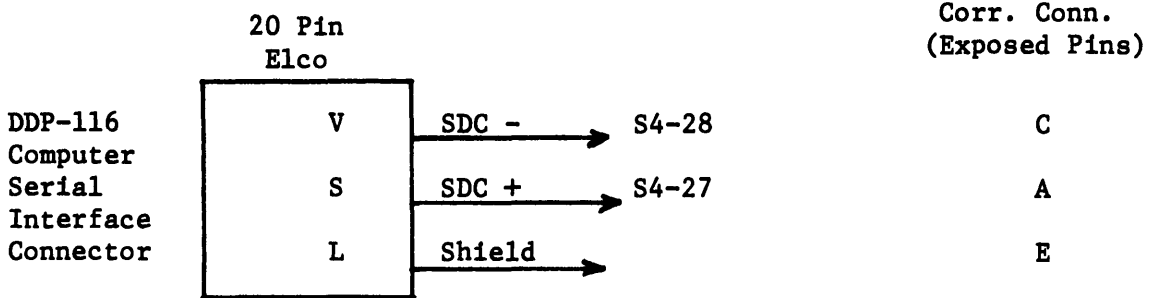 20 Pin
Elco
Corr. Conn.
(Exposed Pins)
DDP-116
Computer
Serial
Interface
Connector
V SDC - S4-28 C
S SDC + S4-27 A
L Shield E